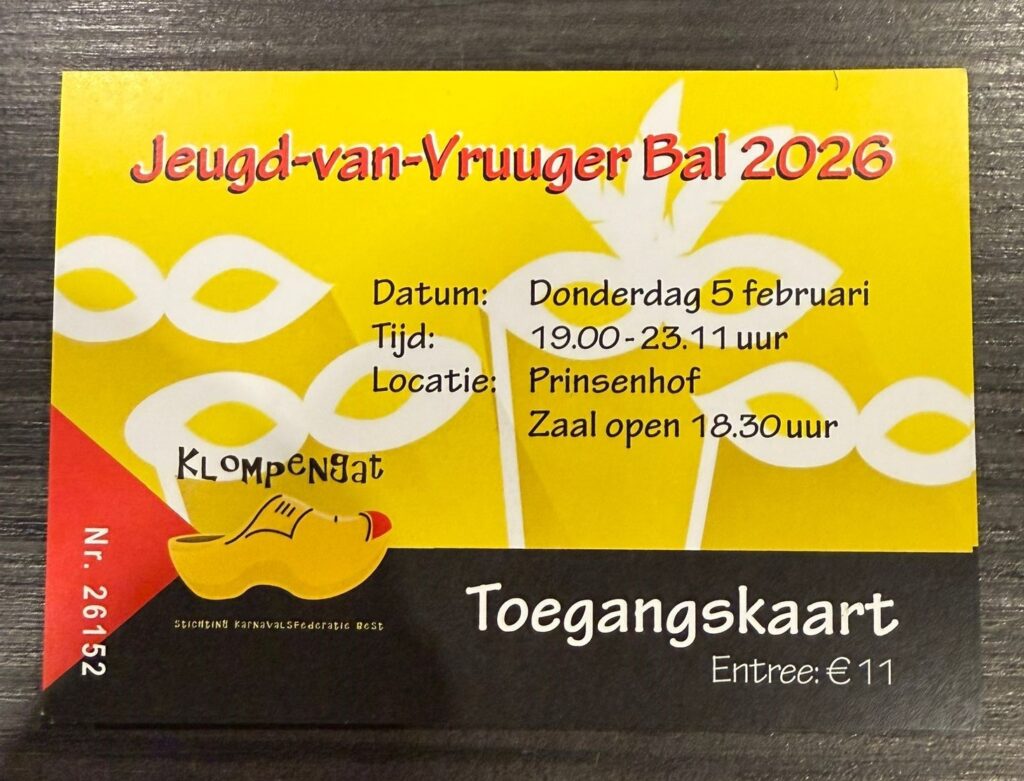 Jeugd-van-Vruuger Bal 2026
Datum: Donderdag 5 februari
Tijd: 19.00 - 23.11 uur
Locatie: Prinsenhof
Zaal open 18.30 uur
KLOMPENGAT
STICHTING KARNAVALSFEDERATIE BEST
Nr. 26152
Toegangskaart
Entree: € 11